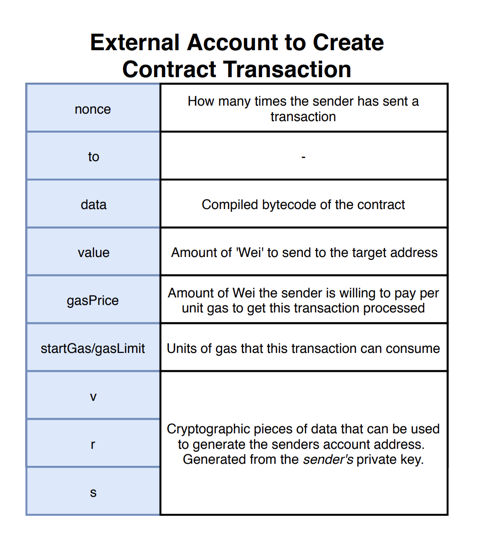 External Account to Create
Contract Transaction
nonce
How many times the sender has sent a
transaction
to
-
data
Compiled bytecode of the contract
value
Amount of 'Wei' to send to the target address
gasPrice
Amount of Wei the sender is willing to pay per
unit gas to get this transaction processed
startGas/gasLimit
Units of gas that this transaction can consume
v
r
s
Cryptographic pieces of data that can be used
to generate the senders account address.
Generated from the sender's private key.